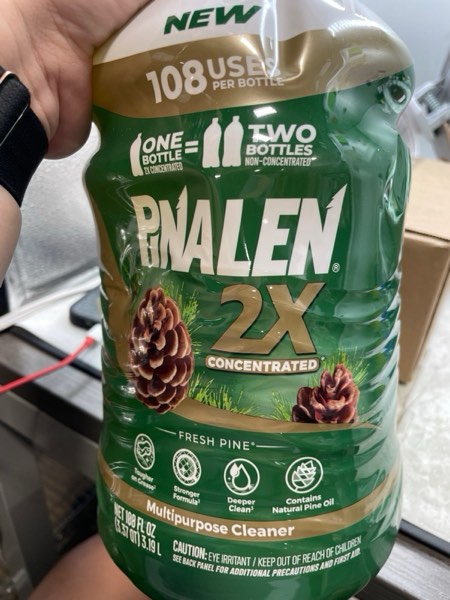 NEW
108 USES
PER BOTTLE
ONE
BOTTLE
2X CONCENTRATED
=
TWO
BOTTLES
NON-CONCENTRATED
PINALEN®
2X
CONCENTRATED
FRESH PINE
Tougher
on Grease
Stronger
Formula
Deeper
Clean
Contains
Natural Pine Oil
Multipurpose Cleaner
NET 108 FL OZ
(3.37 QT) 3.19 L
CAUTION: EYE IRRITANT / KEEP OUT OF REACH OF CHILDREN
SEE BACK PANEL FOR ADDITIONAL PRECAUTIONS AND FIRST AID.